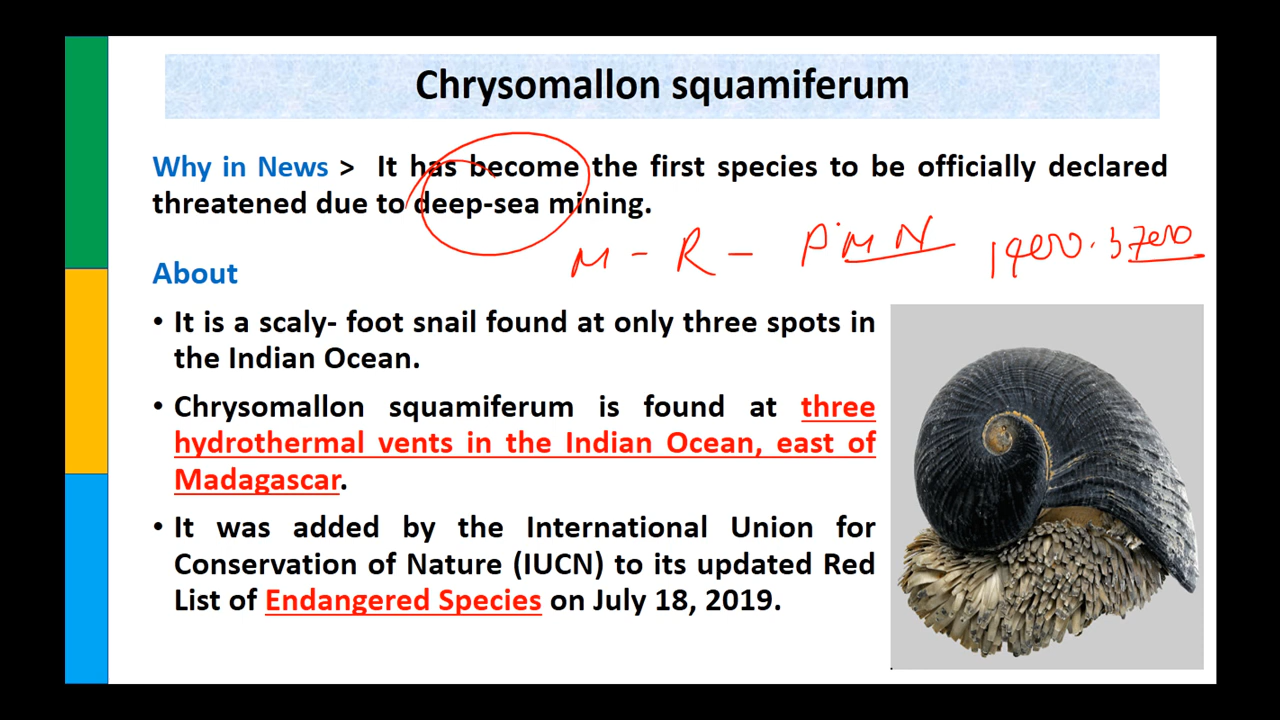 Chrysomallon squamiferum
Why in News > It has become the first species to be officially declared
threatened due to deep-sea mining.
M - R - PMN
About
• It is a scaly- foot snail found at only three spots in
the Indian Ocean.
• Chrysomallon squamiferum is found at three
hydrothermal vents in the Indian Ocean, east of
Madagascar.
• It was added by the International Union for
Conservation of Nature (IUCN) to its updated Red
List of Endangered Species on July 18, 2019.